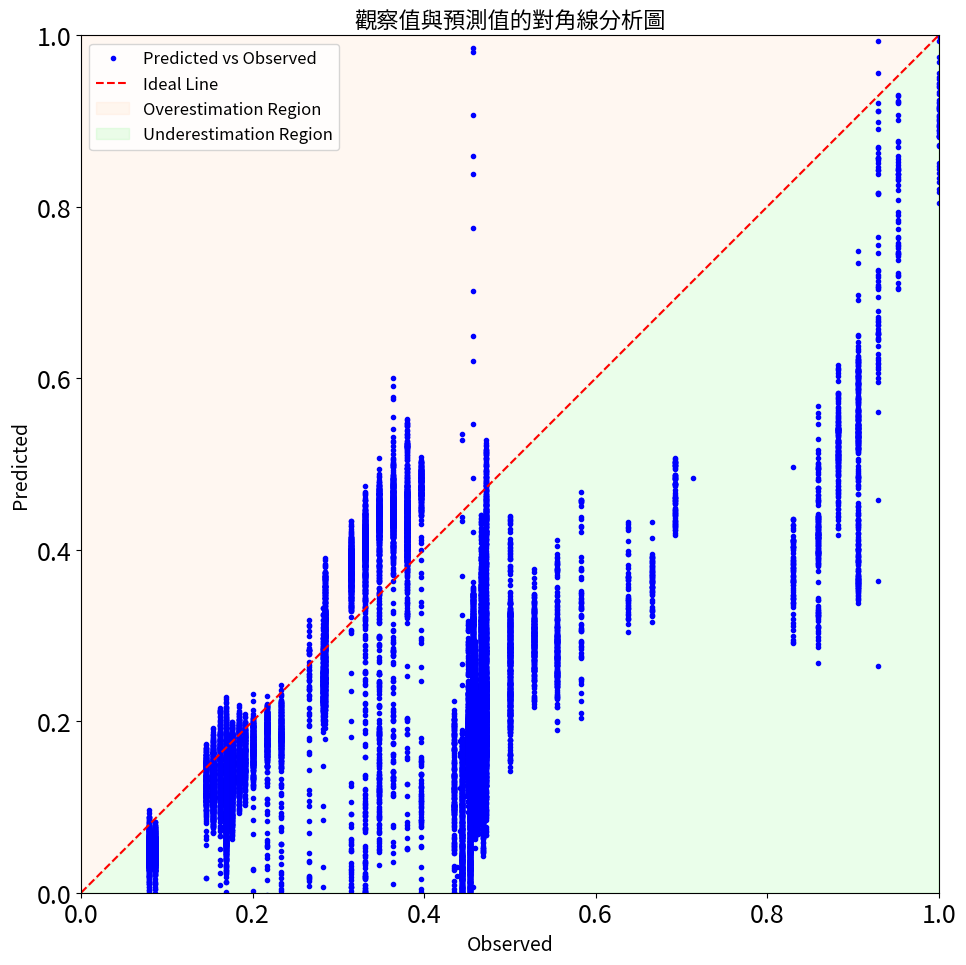 觀察值與預測值的對角線分析圖
Predicted vs Observed
Ideal Line
Overestimation Region
Underestimation Region
1.0
0.8
0.6
0.4
0.2
0.0
Predicted
0.0 0.2 0.4 0.6 0.8 1.0
Observed